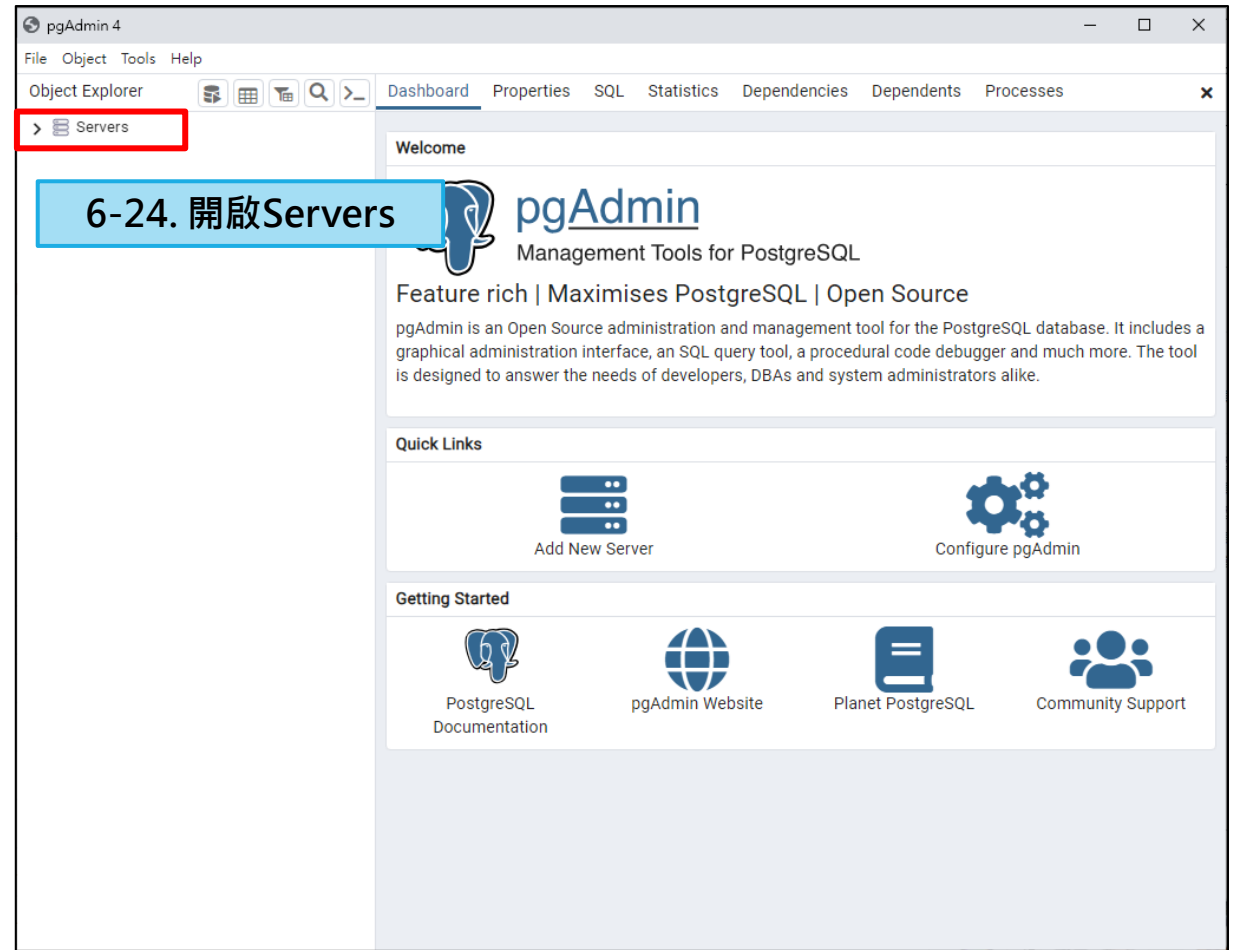 pgAdmin 4
File Object Tools Help
Object Explorer
Dashboard Properties SQL Statistics Dependencies Dependents Processes
Servers
6-24. 開啟Servers
Welcome
pgAdmin
Management Tools for PostgreSQL
Feature rich | Maximises PostgreSQL | Open Source
pgAdmin is an Open Source administration and management tool for the PostgreSQL database. It includes a
graphical administration interface, an SQL query tool, a procedural code debugger and much more. The tool
is designed to answer the needs of developers, DBAs and system administrators alike.
Quick Links
Add New Server
Configure pgAdmin
Getting Started
PostgreSQL
Documentation
pgAdmin Website
Planet PostgreSQL
Community Support